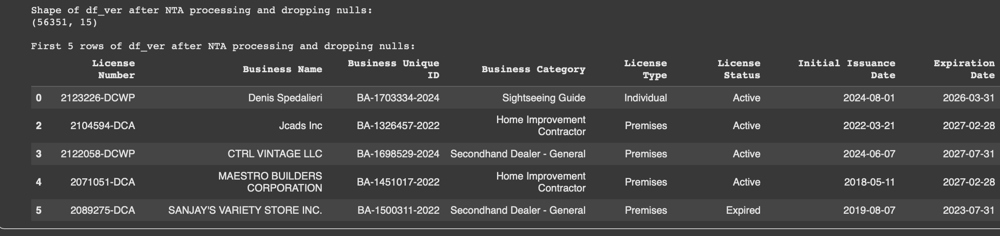 Shape of df_ver after NTA processing and dropping nulls:
(56351, 15)
First 5 rows of df_ver after NTA processing and dropping nulls:
License Number Business Name Business Unique ID Business Category License Type License Status Initial Issuance Date Expiration Date
0 2123226-DCWP Denis Spedalieri BA-1703334-2024 Sightseeing Guide Individual Active 2024-08-01 2026-03-31
2 2104594-DCA Jcads Inc BA-1326457-2022 Home Improvement Contractor Premises Active 2022-03-21 2027-02-28
3 2122058-DCWP CTRL VINTAGE LLC BA-1698529-2024 Secondhand Dealer - General Premises Active 2024-06-07 2027-07-31
4 2071051-DCA MAESTRO BUILDERS CORPORATION BA-1451017-2022 Home Improvement Contractor Premises Active 2018-05-11 2027-02-28
5 2089275-DCA SANJAY'S VARIETY STORE INC. BA-1500311-2022 Secondhand Dealer - General Premises Expired 2019-08-07 2023-07-31